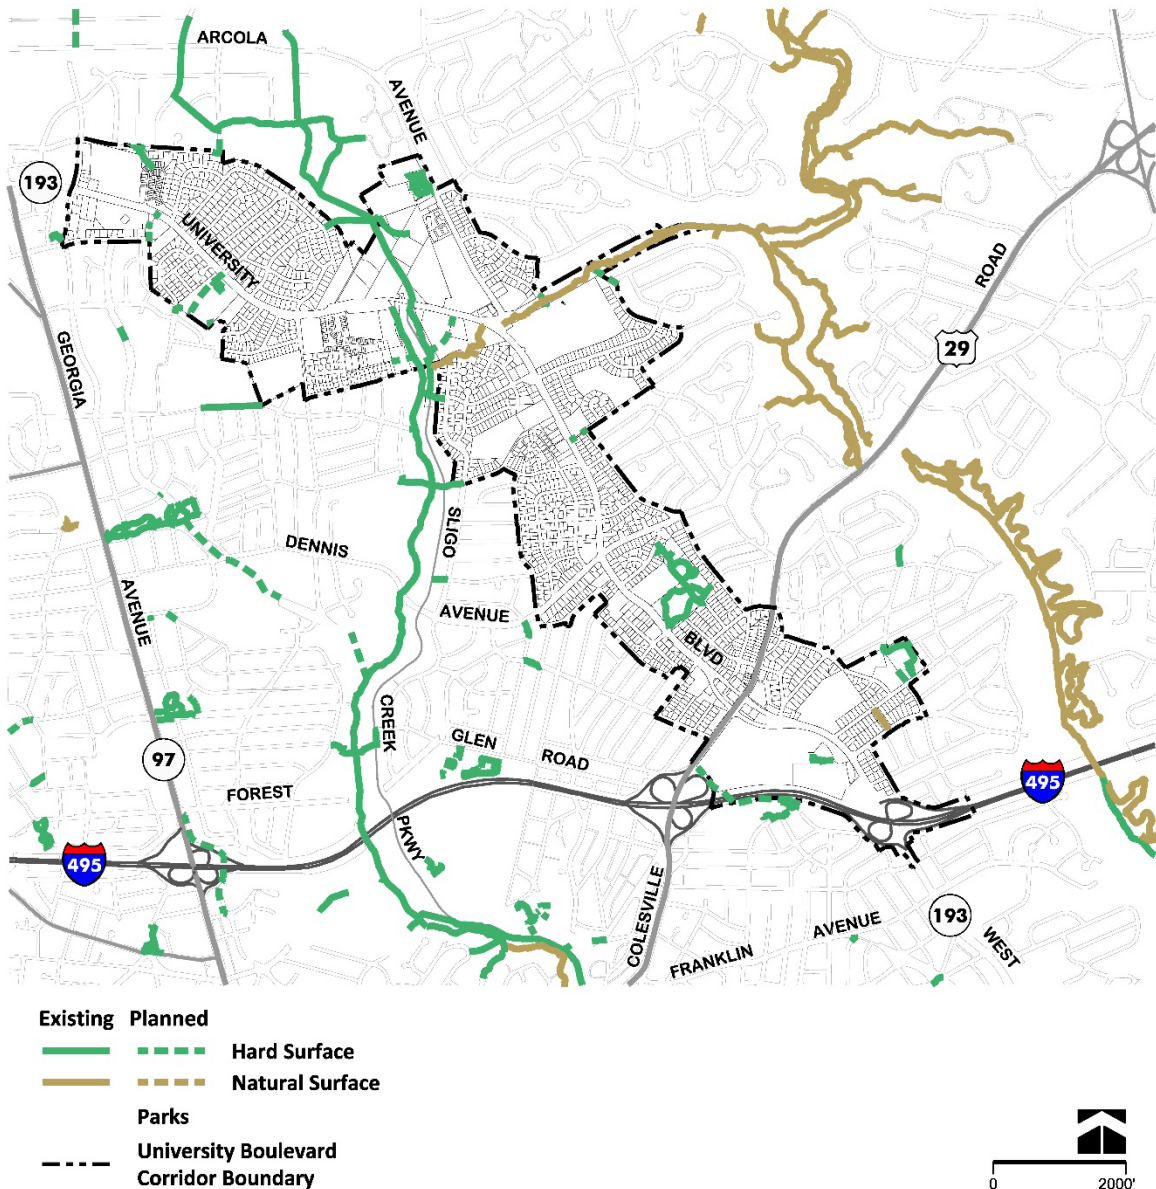 ARCOLA
AVENUE
193
UNIVERSITY
ROAD
29
GEORGIA
SLIGO
DENNIS
AVENUE
AVENUE
BLVD
CREEK
GLEN
ROAD
97
FOREST
495
495
PKWY
COLESVILLE
193
AVENUE
WEST
FRANKLIN
Existing Planned
Hard Surface
Natural Surface
Parks
University Boulevard
Corridor Boundary
0 2000'